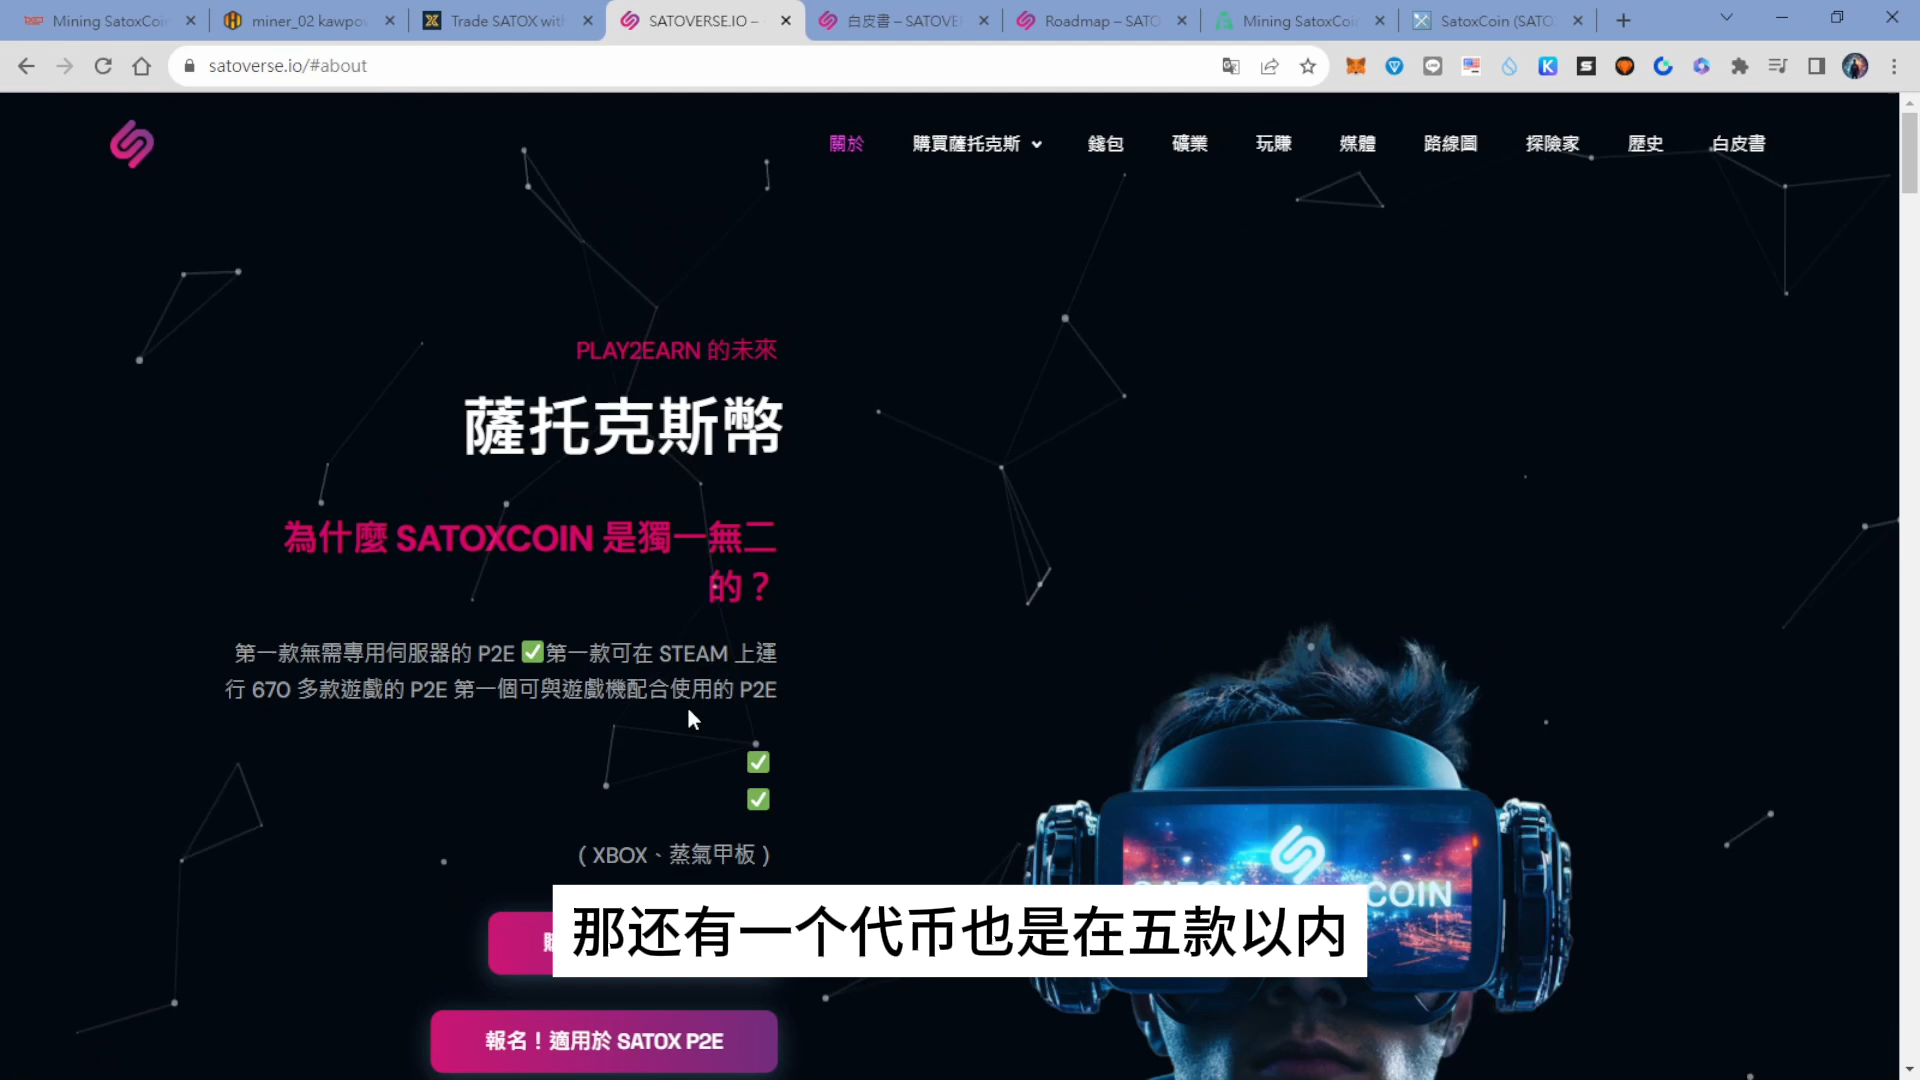 Mining SatoxCoin
miner_02 kawpow
Trade SATOX with
SATOVERSE.IO –
白皮書 – SATOVE
Roadmap – SATO
Mining SatoxCoin
SatoxCoin (SATO
satoverse.io/#about
關於
購買薩托克斯
錢包
礦業
玩賺
媒體
路線圖
探險家
歷史
白皮書
PLAY2EARN 的未來
薩托克斯幣
為什麼 SATOXCOIN 是獨一無二
的？
第一款無需專用伺服器的 P2E ✅第一款可在 STEAM 上運
行 670 多款遊戲的 P2E 第一個可與遊戲機配合使用的 P2E
✅
✅
( XBOX、蒸氣甲板 )
COIN
那还有一个代币也是在五款以内
報名！適用於 SATOX P2E